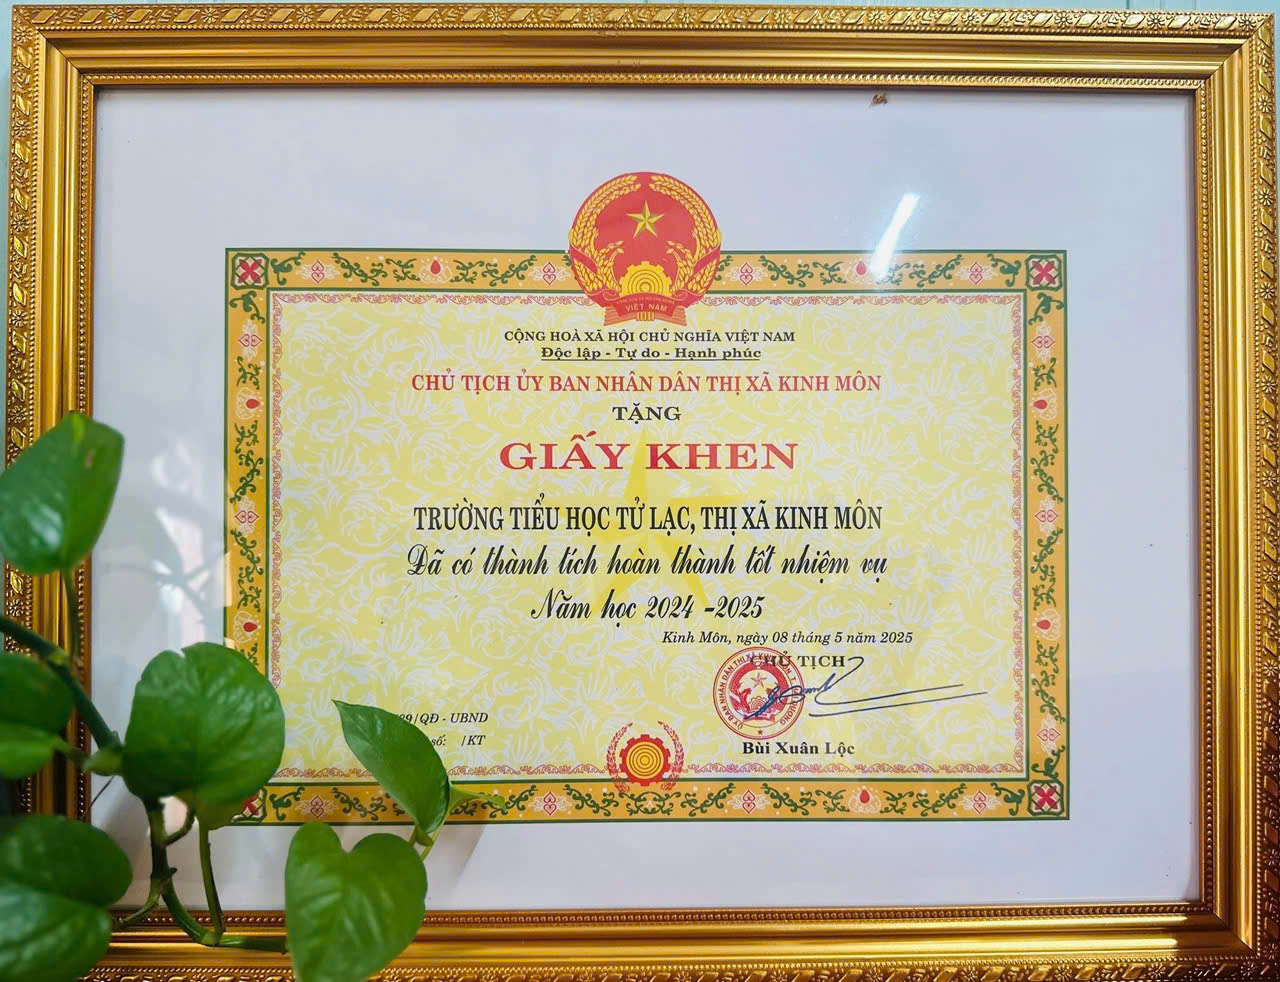 VIỆT NAM
CỘNG HOÀ XÃ HỘI CHỦ NGHĨA VIỆT NAM
Độc lập - Tự do - Hạnh phúc
CHỦ TỊCH ỦY BAN NHÂN DÂN THỊ XÃ KINH MÔN
TẶNG
GIẤY KHEN
TRƯỜNG TIỂU HỌC TỬ LẠC, THỊ XÃ KINH MÔN
Đã có thành tích hoàn thành tốt nhiệm vụ
Năm học 2024 -2025
Kinh Môn, ngày 08 tháng 5 năm 2025
CHỦ TỊCH
/QĐ - UBND
số: /KT
Bùi Xuân Lộc